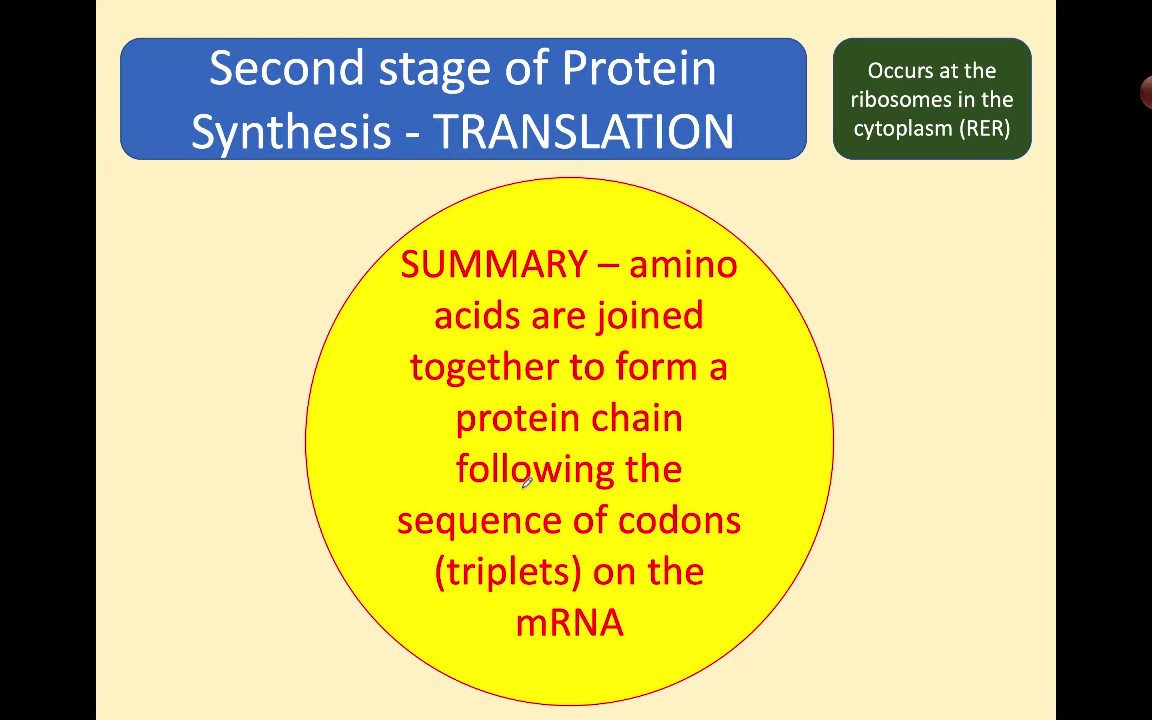 Second stage of Protein
Synthesis - TRANSLATION
Occurs at the
ribosomes in the
cytoplasm (RER)
SUMMARY – amino
acids are joined
together to form a
protein chain
following the
sequence of codons
(triplets) on the
mRNA